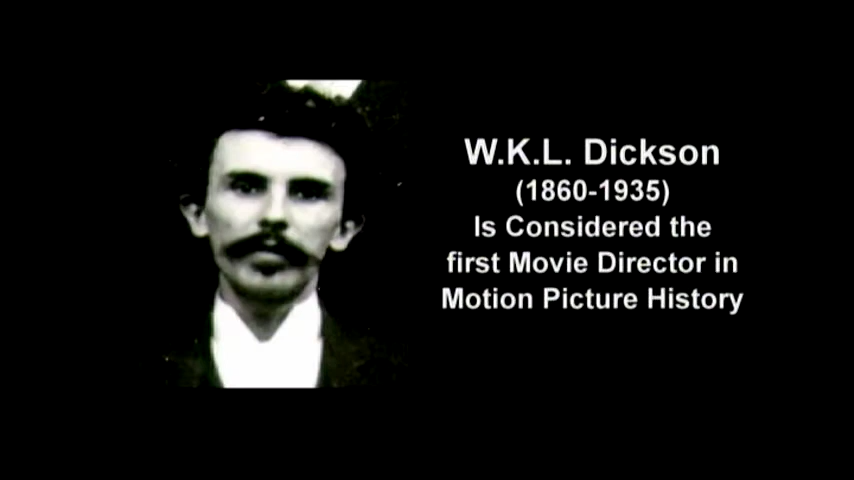 W.K.L. Dickson
(1860-1935)
Is Considered the
first Movie Director in
Motion Picture History